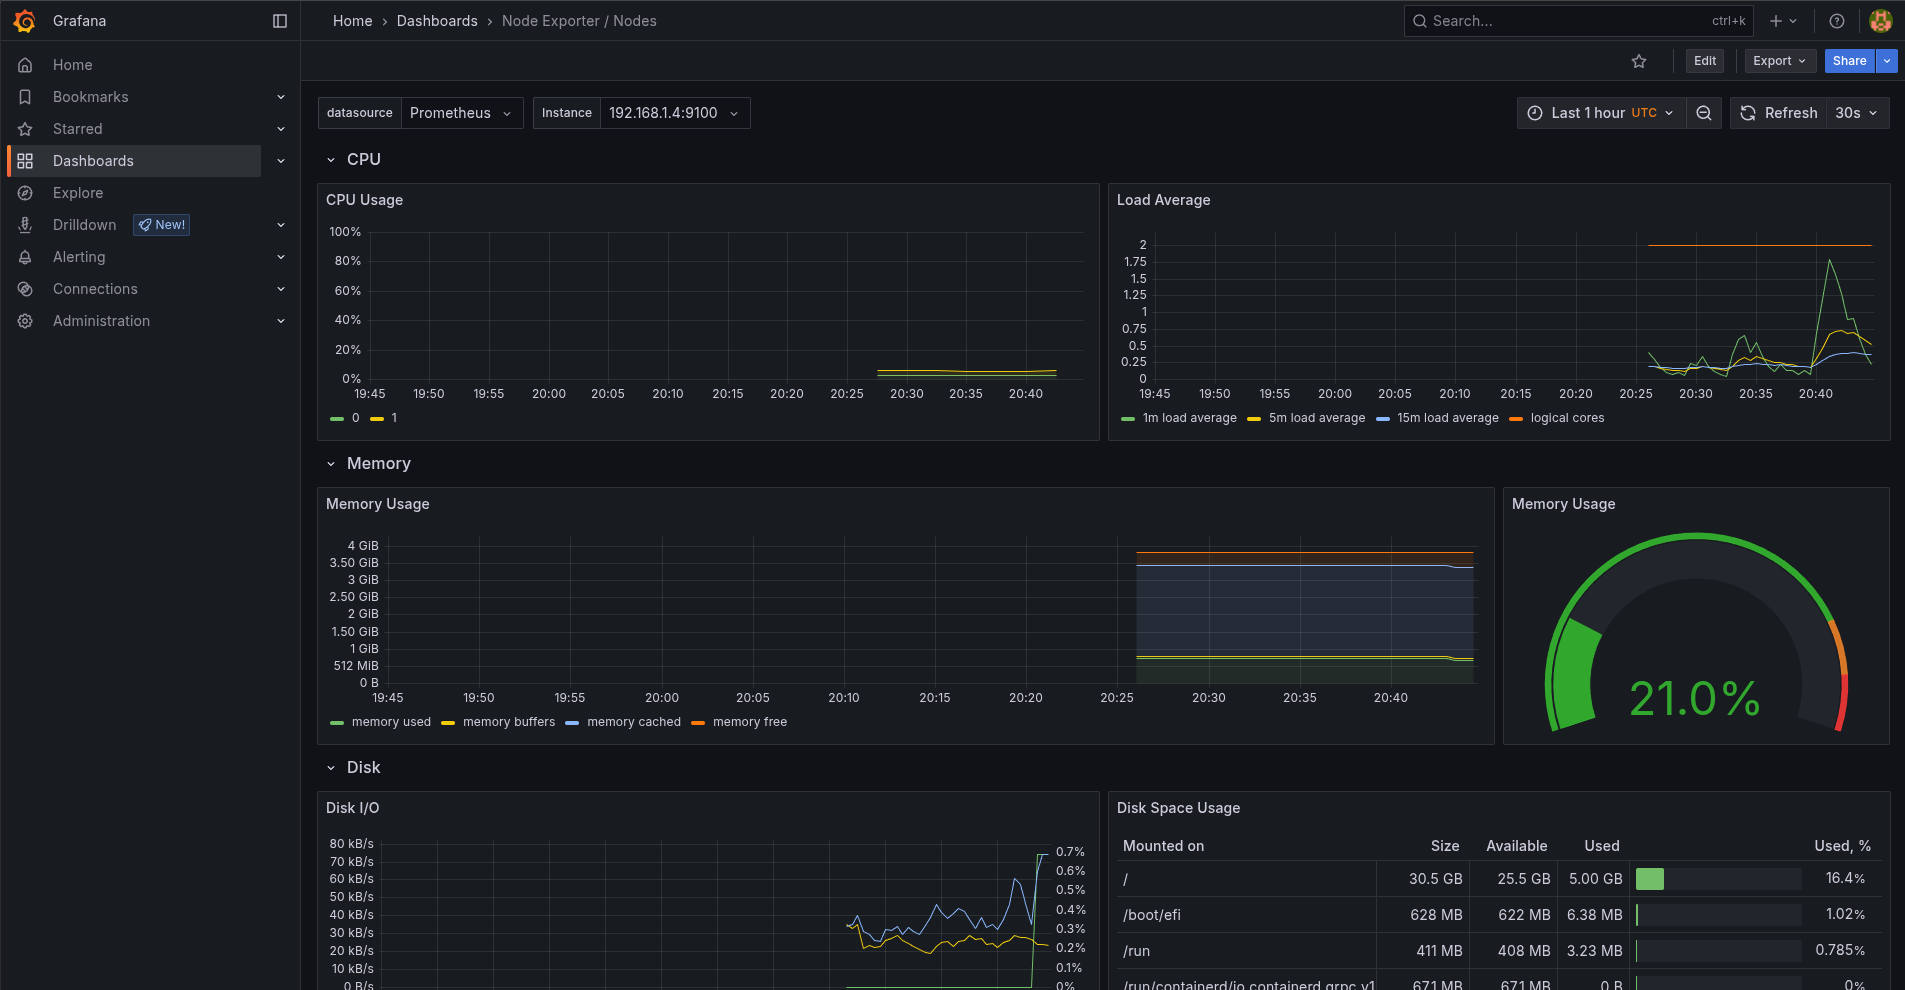 Grafana
Home
Dashboards
Node Exporter / Nodes
Search...
ctrl+k
Home
Bookmarks
Starred
Dashboards
Explore
Drilldown
New!
Alerting
Connections
Administration
Edit
Export
Share
datasource
Prometheus
Instance
192.168.1.4:9100
Last 1 hour UTC
Refresh
30s
CPU
CPU Usage
100%
80%
60%
40%
20%
0%
19:45 19:50 19:55 20:00 20:05 20:10 20:15 20:20 20:25 20:30 20:35 20:40
0 1
Load Average
2
1.75
1.5
1.25
1
0.75
0.5
0.25
0
19:45 19:50 19:55 20:00 20:05 20:10 20:15 20:20 20:25 20:30 20:35 20:40
1m load average 5m load average 15m load average logical cores
Memory
Memory Usage
4 GiB
3.50 GiB
3 GiB
2.50 GiB
2 GiB
1.50 GiB
1 GiB
512 MiB
0 B
19:45 19:50 19:55 20:00 20:05 20:10 20:15 20:20 20:25 20:30 20:35 20:40
memory used memory buffers memory cached memory free
Memory Usage
21.0%
Disk
Disk I/O
80 kB/s
70 kB/s
60 kB/s
50 kB/s
40 kB/s
30 kB/s
20 kB/s
10 kB/s
0 B/s
0.7%
0.6%
0.5%
0.4%
0.3%
0.2%
0.1%
0%
Disk Space Usage
Mounted on Size Available Used Used, %
/ 30.5 GB 25.5 GB 5.00 GB 16.4%
/boot/efi 628 MB 622 MB 6.38 MB 1.02%
/run 411 MB 408 MB 3.23 MB 0.785%
/run/containerd/io.containerd.grpc.v1 671 MB 671 MB 0 B 0%